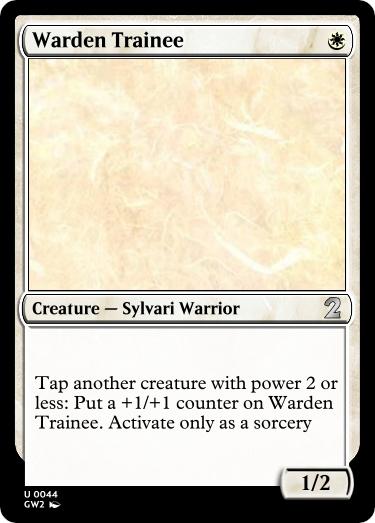 Warden Trainee
Creature — Sylvari Warrior
2
Tap another creature with power 2 or
less: Put a +1/+1 counter on Warden
Trainee. Activate only as a sorcery
1/2
U 0044
GW2